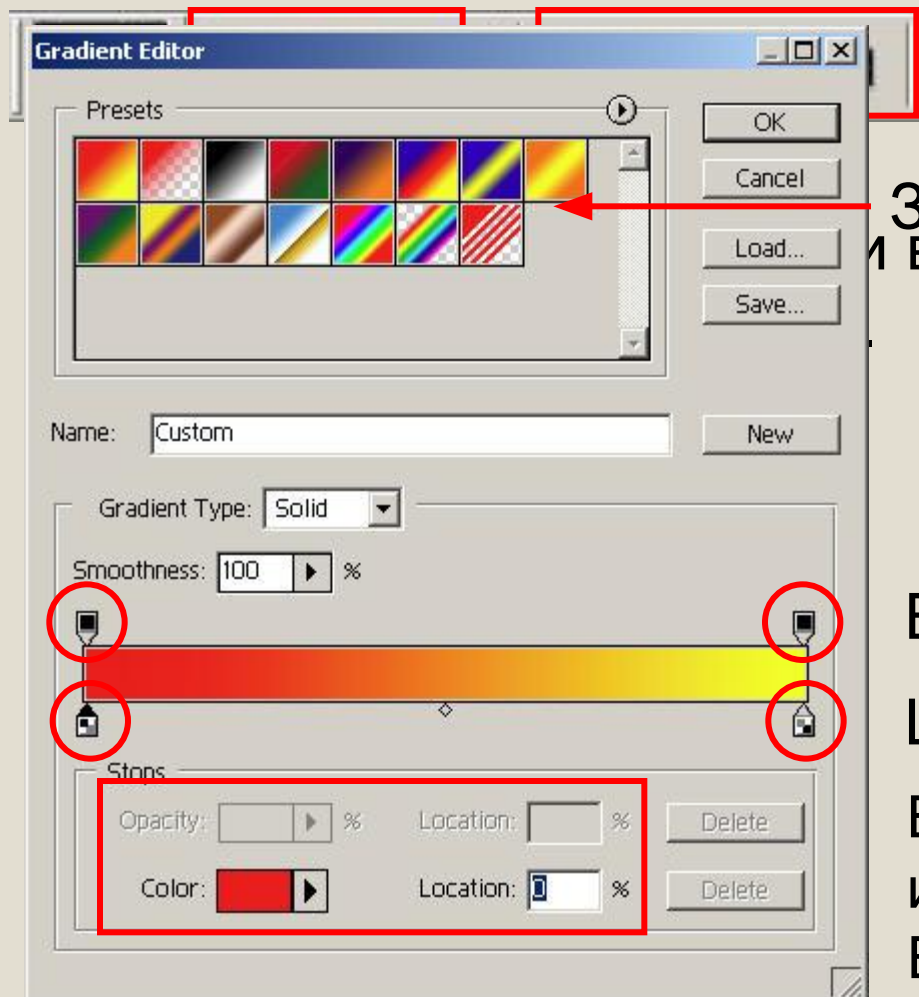 Gradient Editor
Presets
OK
Cancel
Load...
Save...
Name: Custom
New
Gradient Type: Solid
Smoothness: 100 %
Stops
Opacity: % Location: % Delete
Color: Location: 0 % Delete